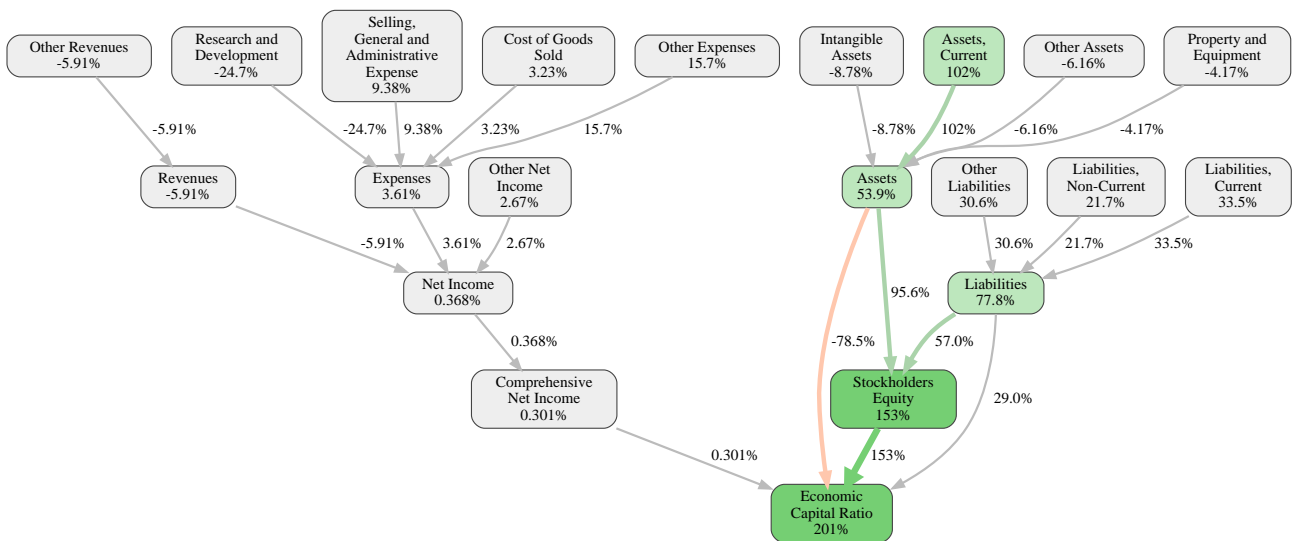 Other Revenues
-5.91%
Research and
Development
-24.7%
Selling,
General and
Administrative
Expense
9.38%
Cost of Goods
Sold
3.23%
Other Expenses
15.7%
Intangible
Assets
-8.78%
Assets,
Current
102%
Other Assets
-6.16%
Property and
Equipment
-4.17%
-5.91%
-24.7%
9.38%
3.23%
15.7%
-8.78%
102%
-6.16%
-4.17%
Revenues
-5.91%
Expenses
3.61%
Other Net
Income
2.67%
Assets
53.9%
Other
Liabilities
30.6%
Liabilities,
Non-Current
21.7%
Liabilities,
Current
33.5%
-5.91%
3.61%
2.67%
30.6%
21.7%
33.5%
Net Income
0.368%
Liabilities
77.8%
95.6%
0.368%
-78.5%
57.0%
Comprehensive
Net Income
0.301%
Stockholders
Equity
153%
29.0%
0.301%
153%
Economic
Capital Ratio
201%